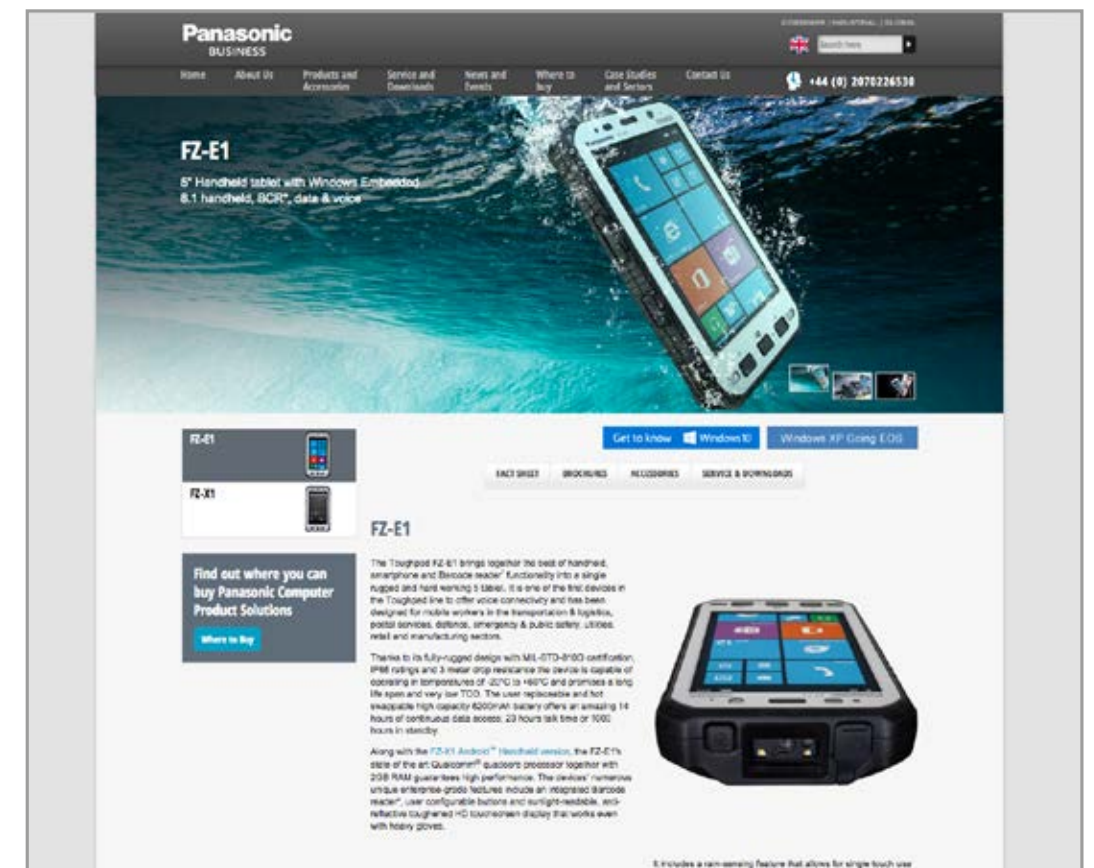 Panasonic
BUSINESS
Search here
Home
About Us
Products and
Accessories
Service and
Downloads
News and
Events
Where to
buy
Case Studies
and Sectors
Contact Us
+44 (0) 2070226530
FZ-E1
5" Handheld tablet with Windows Embedded
8.1 handheld, BCR*, data & voice
FZ-E1
FZ-X1
Get to know Windows 10
Windows XP Going EOS
FACT SHEET
BROCHURES
ACCESSORIES
SERVICE & DOWNLOADS
Find out where you can
buy Panasonic Computer
Product Solutions
Where to Buy
FZ-E1
The Toughpad FZ-E1 brings together the best of handheld,
smartphone and Barcode reader* functionality into a single
rugged and hard working 5 tablet. It is one of the first devices in
the Toughpad line to offer voice connectivity and has been
designed for mobile workers in the transportation & logistics,
postal services, defence, emergency & public safety, utilities,
retail and manufacturing sectors.
Thanks to its fully-rugged design with MIL-STD-810G certification,
ratings and 3 meter drop resistance the device is capable of
operating in temperatures of -20°C to +60°C and promises a long
life span and very low TCO. The user replaceable and hot
swappable high capacity 6200mAh battery offers an amazing 14
hours of continuous data access, 23 hours talk time or 1000
hours in standby.
Along with the FZ-X1 Android™ Handheld version, the FZ-E1's
state of the art Qualcomm® quadcore processor together with
2GB RAM guarantees high performance. The devices' numerous
unique enterprise-grade features include an integrated Barcode
reader*, user configurable buttons and sunlight-readable, anti-
reflective toughened HD touchscreen display that works even
with heavy gloves.
It includes a rain-sensing feature that allows for single touch use